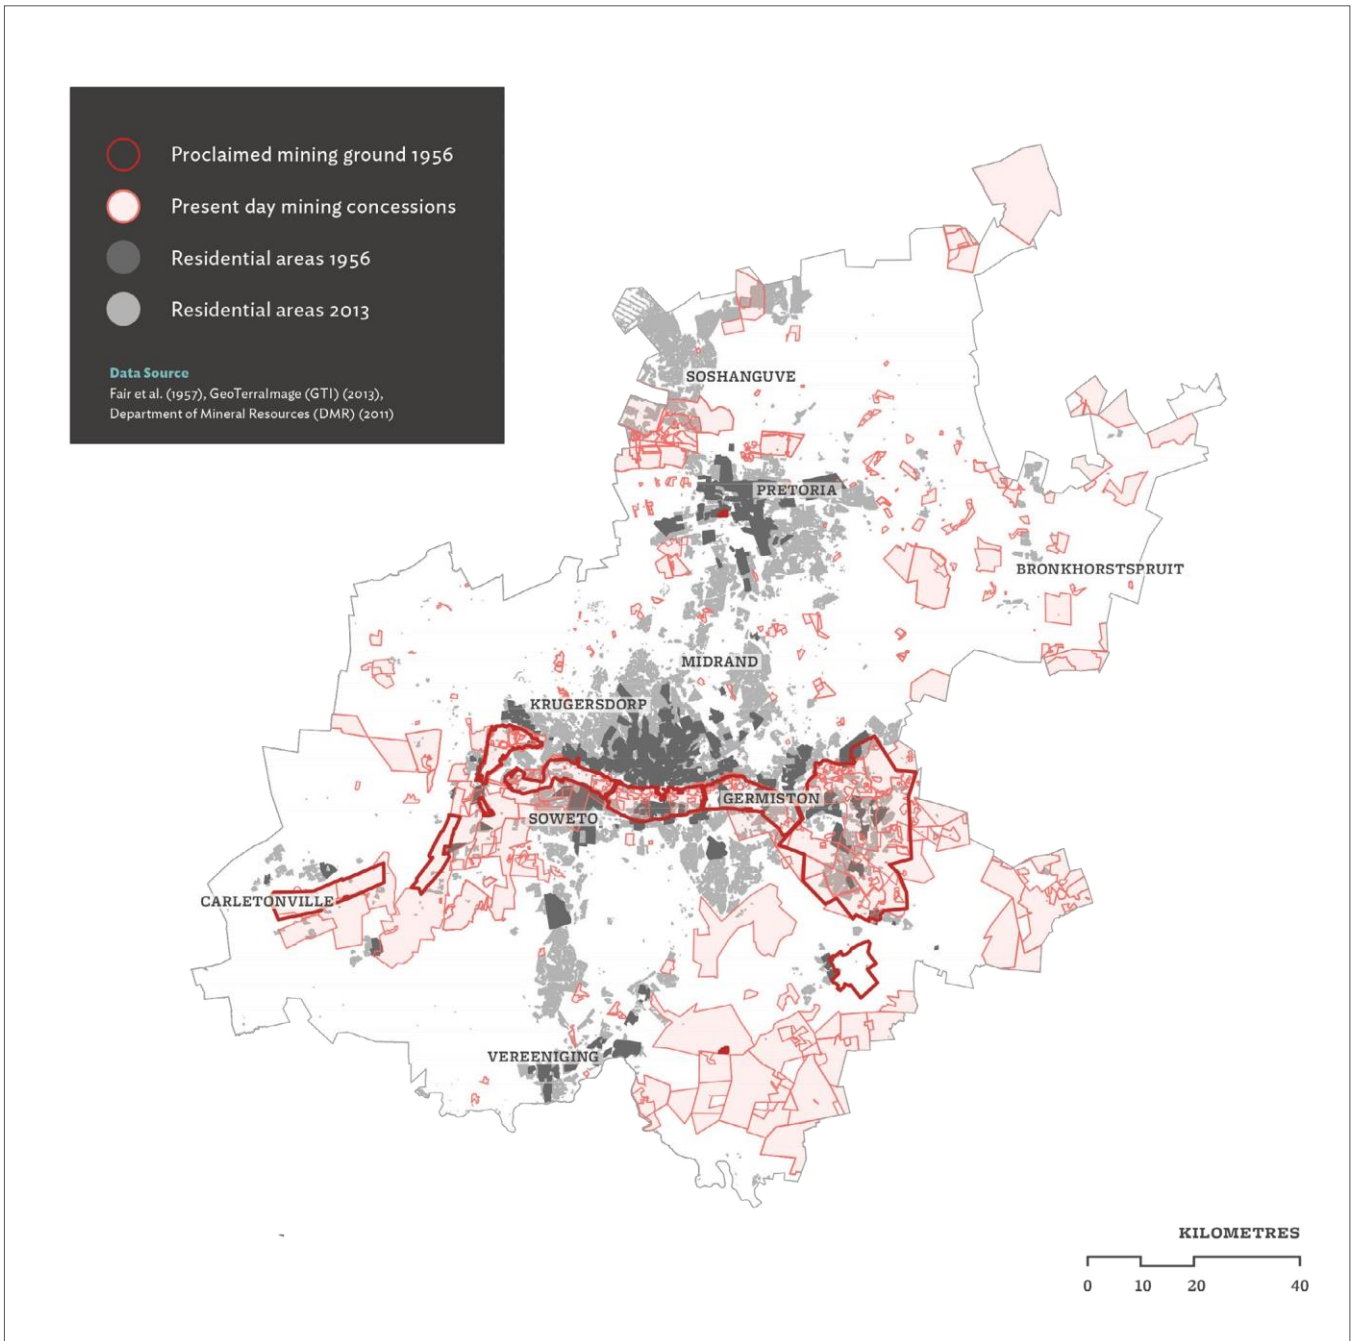 Proclaimed mining ground 1956
Present day mining concessions
Residential areas 1956
Residential areas 2013
Data Source
Fair et al. (1957), GeoTerraImage (GTI) (2013),
Department of Mineral Resources (DMR) (2011)
SOSHANGUVE
PRETORIA
BRONKHORSTSPRUIT
MIDRAND
KRUGERSDORP
GERMISTON
SOWETO
CARLETONVILLE
VEREENIGING
KILOMETRES
0 10 20 40